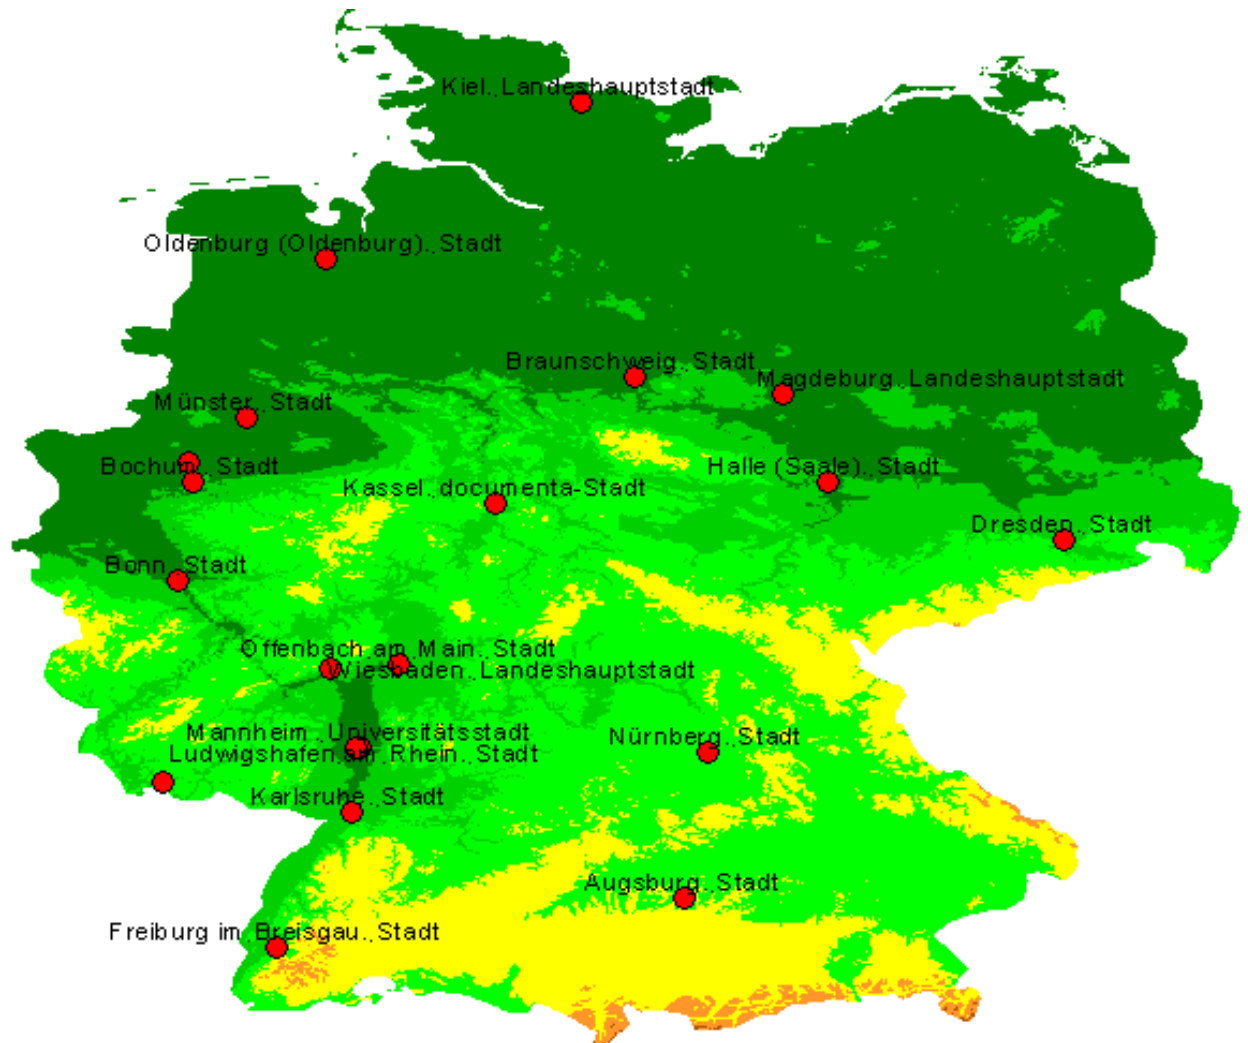 Kiel., Landeshauptstadt
Oldenburg (Oldenburg)., Stadt
Braunschweig., Stadt
Magdeburg., Landeshauptstadt
Münster., Stadt
Bochum., Stadt
Halle (Saale)., Stadt
Kassel., documenta-Stadt
Dresden., Stadt
Bonn., Stadt
Offenbach am Main., Stadt
Wiesbaden., Landeshauptstadt
Mannheim., Universitätsstadt
Nürnberg., Stadt
Ludwigshafen am Rhein., Stadt
Karlsruhe., Stadt
Augsburg., Stadt
Freiburg im Breisgau., Stadt